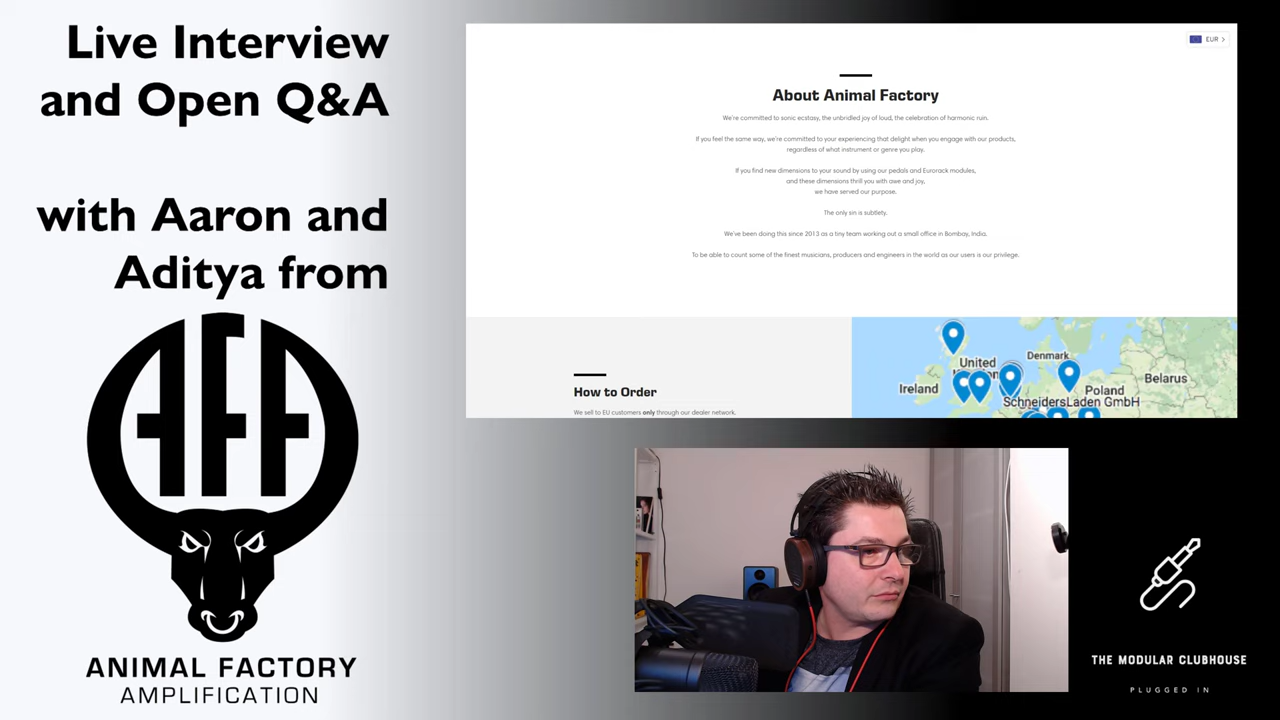 Live Interview
and Open Q&A
with Aaron and
Aditya from
AFA
ANIMAL FACTORY
AMPLIFICATION
EUR >
About Animal Factory
We're committed to sonic ecstasy, the unbridled joy of loud, the celebration of harmonic ruin.
If you feel the same way, we're committed to your experiencing that delight when you engage with our products,
regardless of what instrument or genre you play.
If you find new dimensions to your sound by using our pedals and Eurorack modules,
and these dimensions thrill you with awe and joy,
we have served our purpose.
The only sin is subtlety.
We've been doing this since 2013 as a tiny team working out a small office in Bombay, India.
To be able to count some of the finest musicians, producers and engineers in the world as our users is our privilege.
How to Order
We sell to EU customers only through our dealer network.
United
Denmark
Ireland
Poland
Belarus
SchneidersLaden GmbH
THE MODULAR CLUBHOUSE
PLUGGED IN